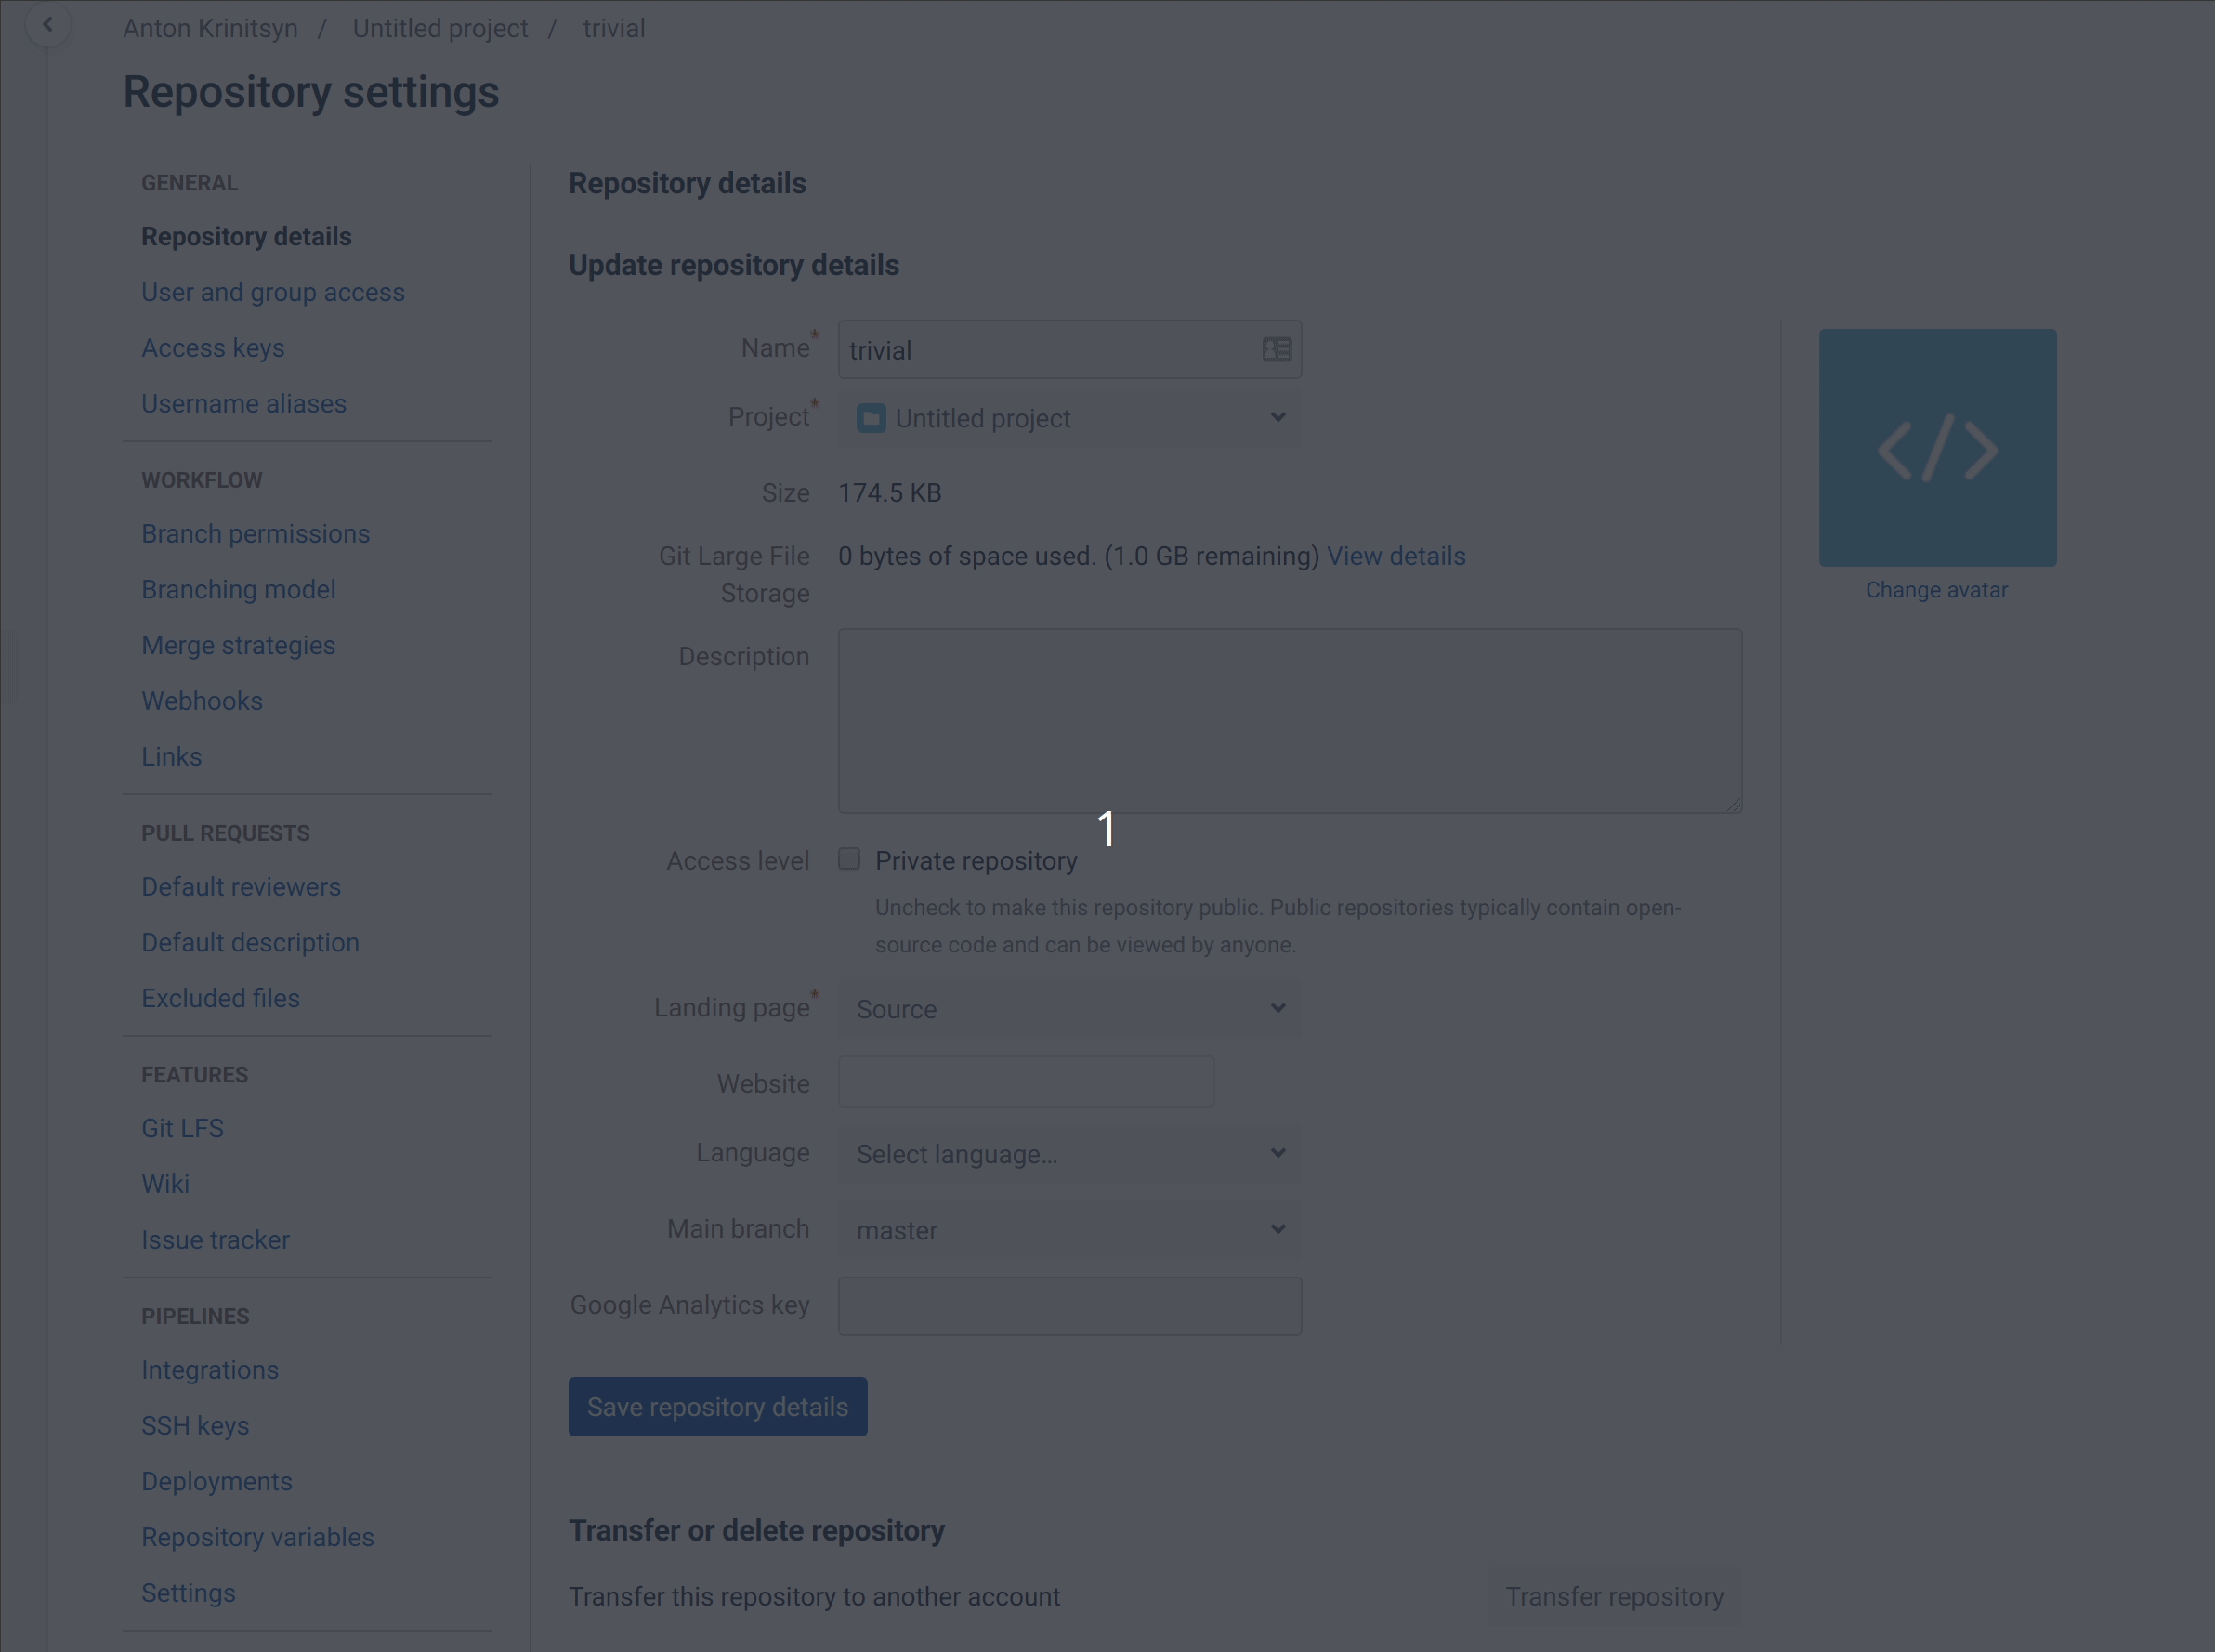 Anton Krinitsyn / Untitled project / trivial
Repository settings
GENERAL
Repository details
User and group access
Access keys
Username aliases
WORKFLOW
Branch permissions
Branching model
Merge strategies
Webhooks
Links
PULL REQUESTS
Default reviewers
Default description
Excluded files
FEATURES
Git LFS
Wiki
Issue tracker
PIPELINES
Integrations
SSH keys
Deployments
Repository variables
Settings
Repository details
Update repository details
Name* trivial
Project* Untitled project
Size 174.5 KB
Git Large File Storage 0 bytes of space used. (1.0 GB remaining) View details
Description
1
Access level Private repository
Uncheck to make this repository public. Public repositories typically contain open-
source code and can be viewed by anyone.
Landing page* Source
Website
Language Select language...
Main branch master
Google Analytics key
Save repository details
</>
Change avatar
Transfer or delete repository
Transfer this repository to another account Transfer repository